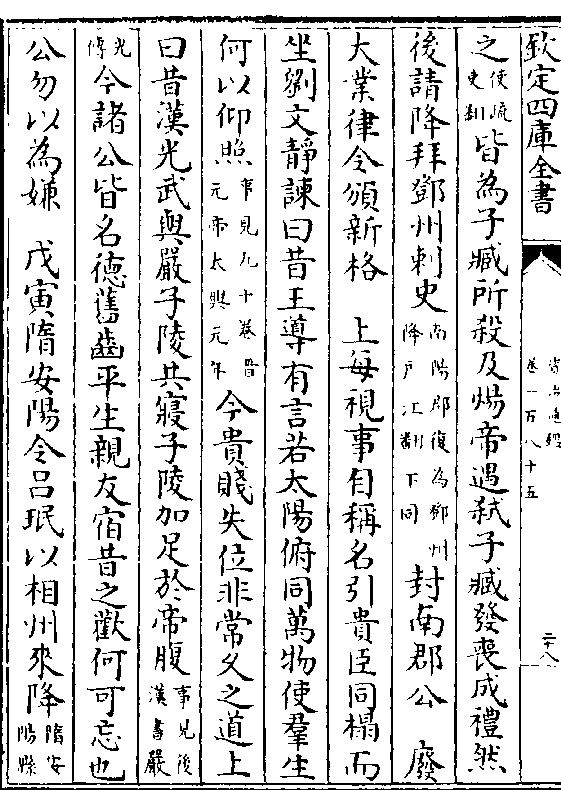 欽定四庫全書
資治通鑑
卷一百八十五
二十八
之使疏吏翻皆為子臧所殺及煬帝遇弑子臧發喪成禮然
後請降拜鄧州刺史南陽郡復為鄧州降戶江翻下同封南郡公　廢
大業律令頒新格　上每視事自稱名引貴臣同榻而
坐劉文靜諫曰昔王導有言若太陽俯同萬物使羣生
何以仰照事見九十卷晉元帝太興元年今貴賤失位非常久之道上
曰昔漢光武與嚴子陵共寢子陵加足於帝腹事見後漢書嚴
光傳今諸公皆名德舊齒平生親友宿昔之歡何可忘也
公勿以為嫌　戊寅隋安陽令呂珉以相州來降隋安陽縣